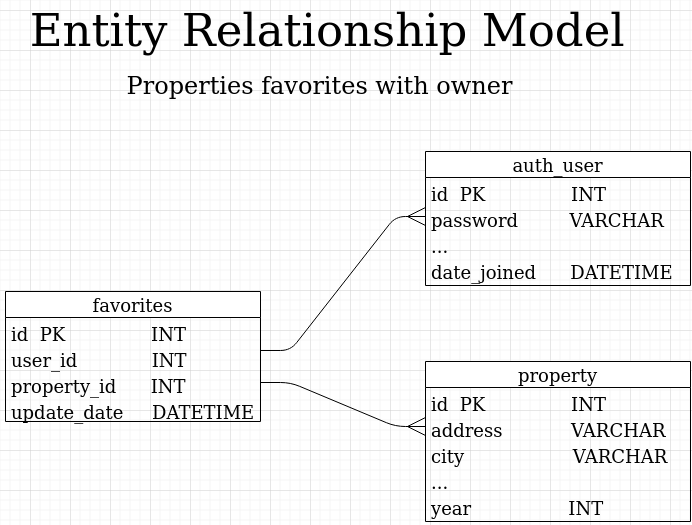 Entity Relationship Model
Properties favorites with owner
auth_user
id PK INT
password VARCHAR
...
date_joined DATETIME
favorites
id PK INT
user_id INT
property_id INT
update_date DATETIME
property
id PK INT
address VARCHAR
city VARCHAR
...
year INT